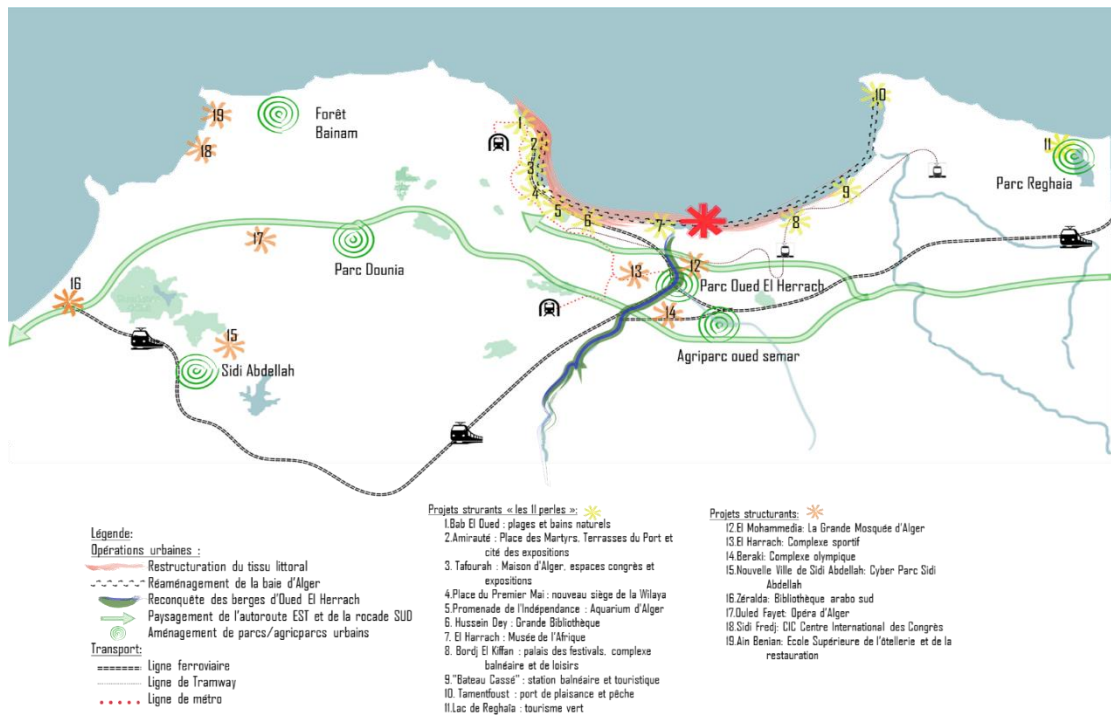 10
19
Forêt
Bainam
1
2
18
11
3
Parc Reghaia
4
9
5
6
7
8
17
12
Parc Dounia
13
Parc Oued El Herrach
16
14
15
Agriparc oued semar
Sidi Abdellah
Légende:
Opérations urbaines :
Restructuration du tissu littoral
Réaménagement de la baie d'Alger
Reconquête des berges d'Oued El Herrach
Paysagement de l'autoroute EST et de la rocade SUD
Aménagement de parcs/agricparcs urbains
Transport:
Ligne ferroviaire
Ligne de Tramway
Ligne de métro
Projets strurants « les 11 perles »:
1.Bab El Oued : plages et bains naturels
2.Amirauté : Place des Martyrs. Terrasses du Port et
cité des expositions
3. Tafourah : Maison d'Alger, espaces congrès et
expositions
4.Place du Premier Mai : nouveau siège de la Wilaya
5.Promenade de l'Indépendance : Aquarium d'Alger
6. Hussein Dey : Grande Bibliothèque
7. El Harrach : Musée de l'Afrique
8. Bordj El Kiffan : palais des festivals, complexe
balnéaire et de loisirs
9."Bateau Cassé" : station balnéaire et touristique
10. Tamentfoust : port de plaisance et pêche
11.Lac de Reghaïa : tourisme vert
Projets structurants:
12.El Mohammedia: La Grande Mosquée d'Alger
13.El Harrach: Complexe sportif
14.Beraki: Complexe olympique
15.Nouvelle Ville de Sidi Abdellah: Cyber Parc Sidi
Abdellah
16.Zéralda: Bibliothèque arabo sud
17.Ouled Fayet: Opéra d'Alger
18.Sidi Fredj: CIC Centre International des Congrès
19.Ain Benian: Ecole Supérieure de l'ôtellerie et de la
restauration